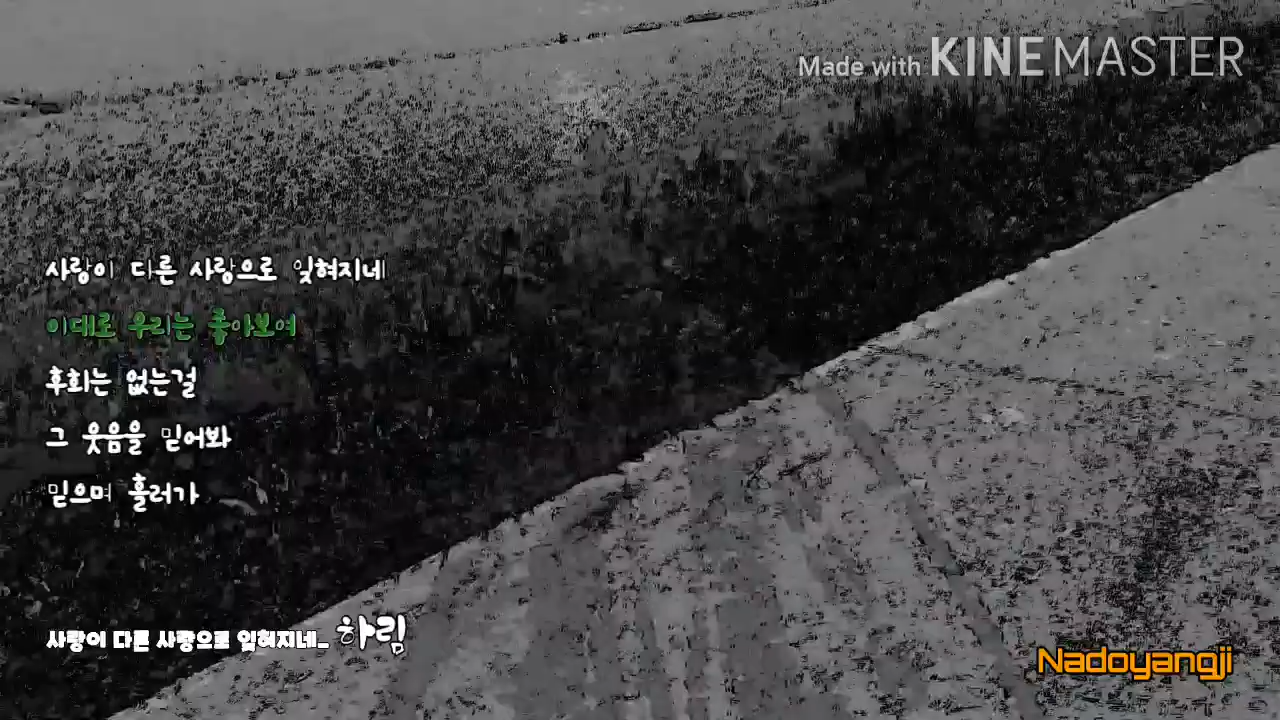 Made with KINEMASTER
사랑이 다른 사랑으로 잊혀지네
이대로 우리는 좋아보여
후회는 없는걸
그 웃음을 믿어봐
믿으며 흘러가
사랑이 다른 사랑으로 잊혀지네_ 하림
Nadoyangji